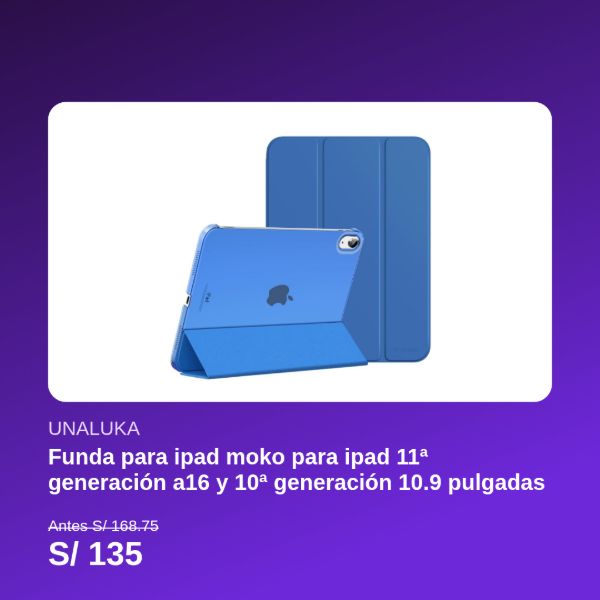 UNALUKA
Funda para ipad moko para ipad 11ª
generación a16 y 10ª generación 10.9 pulgadas
Antes S/ 168.75
S/ 135